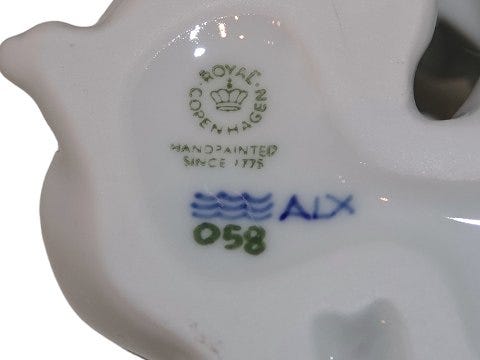 ROYAL
COPENHAGEN
HANDPAINTED
SINCE 1775
ALX
058